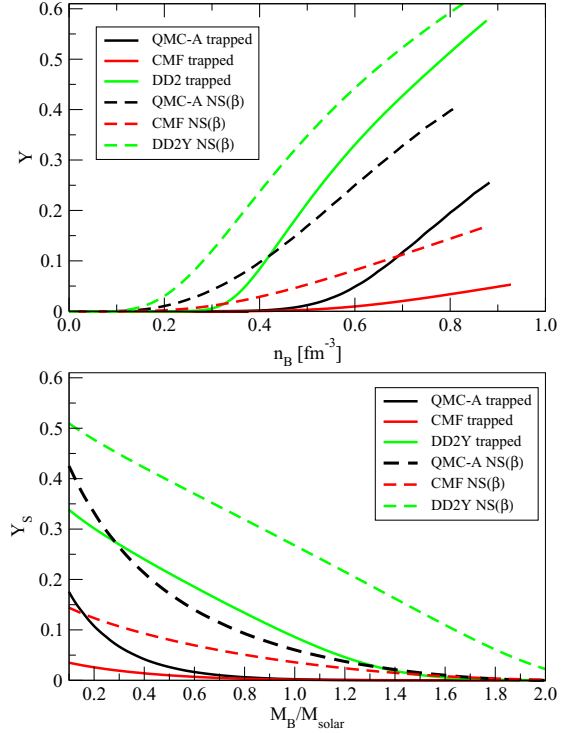 0.6
0.5
0.4
0.3
0.2
0.1
0
Y
QMC-A trapped
CMF trapped
DD2 trapped
QMC-A NS(β)
CMF NS(β)
DD2Y NS(β)
0.0 0.2 0.4 0.6 0.8 1.0
n_B [fm⁻³]
0.5
0.4
0.3
0.2
0.1
0
Y_S
QMC-A trapped
CMF trapped
DD2Y trapped
QMC-A NS(β)
CMF NS(β)
DD2Y NS(β)
0.2 0.4 0.6 0.8 1.0 1.2 1.4 1.6 1.8 2.0
M_B/M_solar